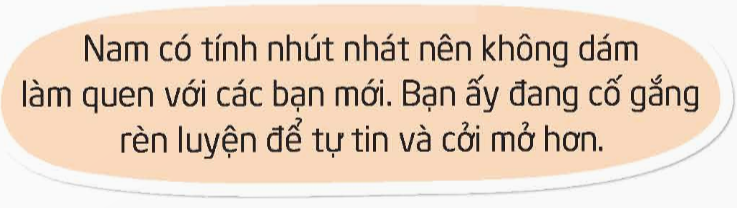 Nam có tính nhút nhát nên không dám
làm quen với các bạn mới. Bạn ấy đang cố gắng
rèn luyện để tự tin và cởi mở hơn.